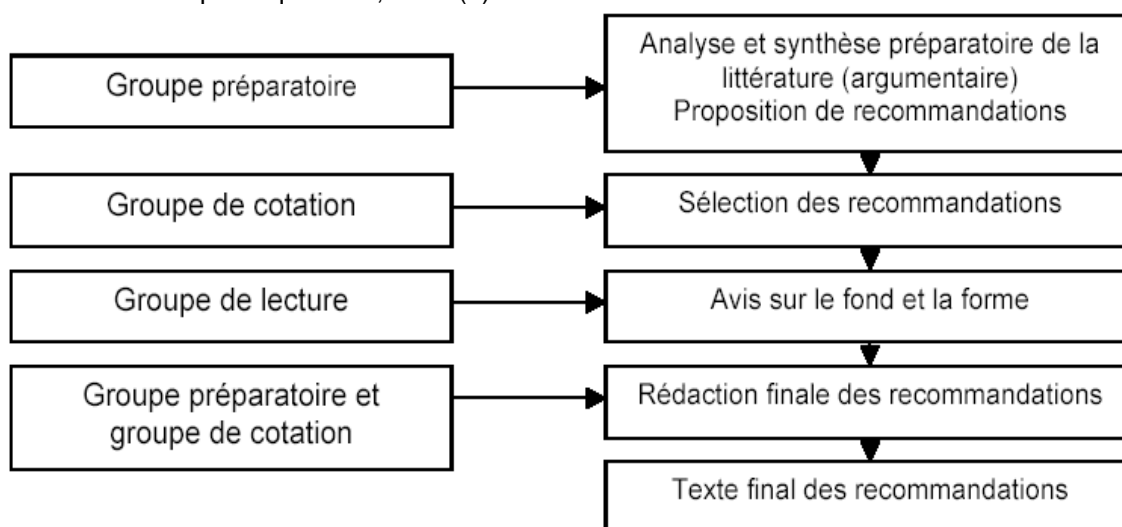 Groupe préparatoire
Analyse et synthèse préparatoire de la
littérature (argumentaire)
Proposition de recommandations
Groupe de cotation
Sélection des recommandations
Groupe de lecture
Avis sur le fond et la forme
Groupe préparatoire et
groupe de cotation
Rédaction finale des recommandations
Texte final des recommandations